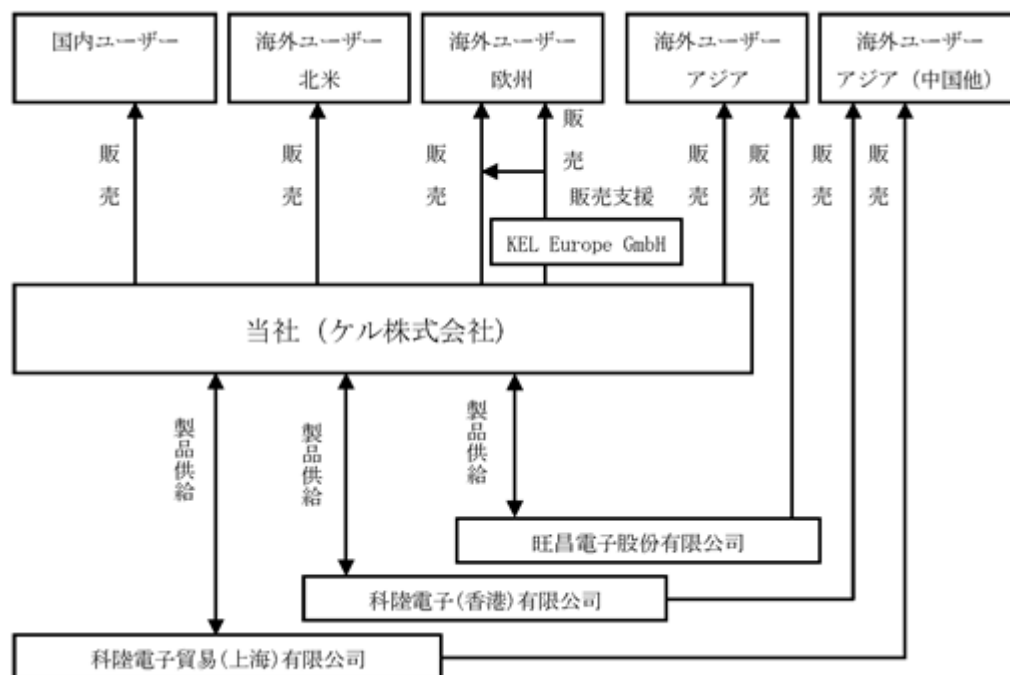 国内ユーザー
海外ユーザー
北米
海外ユーザー
欧州
海外ユーザー
アジア
海外ユーザー
アジア（中国他）
販売
販売
販売
販売
販売
販売
販売
販売
販売支援
KEL Europe GmbH
当社（ケル株式会社）
製品供給
製品供給
製品供給
旺昌電子股份有限公司
科陸電子(香港)有限公司
科陸電子貿易(上海)有限公司